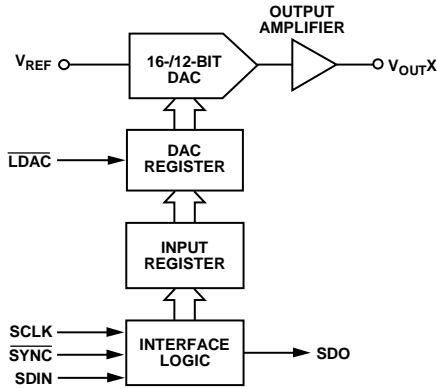 OUTPUT
AMPLIFIER
VREF
16-/12-BIT
DAC
VOUTX
LDAC
DAC
REGISTER
INPUT
REGISTER
SCLK
SYNC
SDIN
INTERFACE
LOGIC
SDO